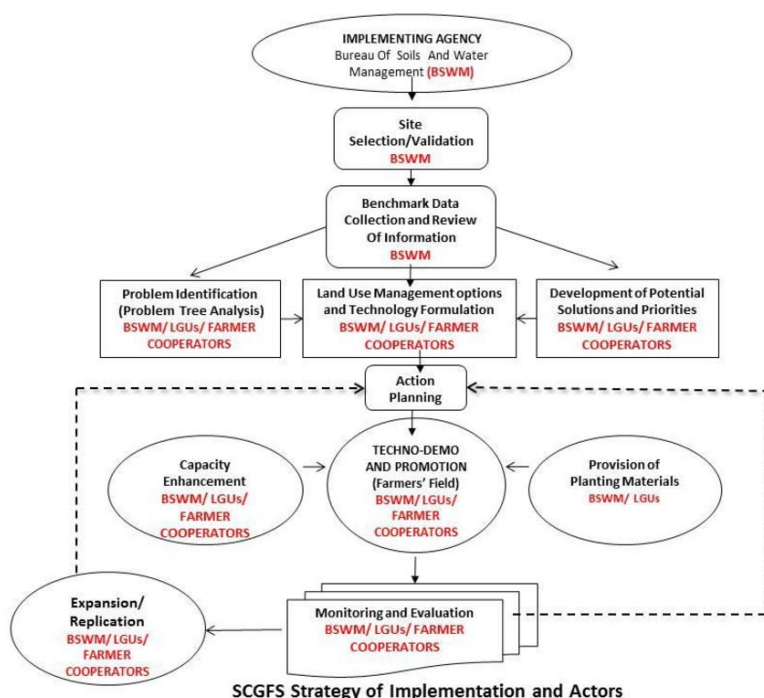 IMPLEMENTING AGENCY
Bureau Of Soils And Water
Management (BSWM)
Site
Selection/Validation
BSWM
Benchmark Data
Collection and Review
Of Information
BSWM
Problem Identification
(Problem Tree Analysis)
BSWM/ LGUs/ FARMER
COOPERATORS
Land Use Management options
and Technology Formulation
BSWM/ LGUs/ FARMER
COOPERATORS
Development of Potential
Solutions and Priorities
BSWM/ LGUs/ FARMER
COOPERATORS
Action
Planning
Capacity
Enhancement
BSWM/ LGUs/
FARMER
COOPERATORS
TECHNO-DEMO
AND PROMOTION
(Farmers' Field)
BSWM/ LGUs/
FARMER
COOPERATORS
Provision of
Planting Materials
BSWM/ LGUs
Expansion/
Replication
BSWM/ LGUs/
FARMER
COOPERATORS
Monitoring and Evaluation
BSWM/ LGUs/ FARMER
COOPERATORS
SCGFS Strategy of Implementation and Actors